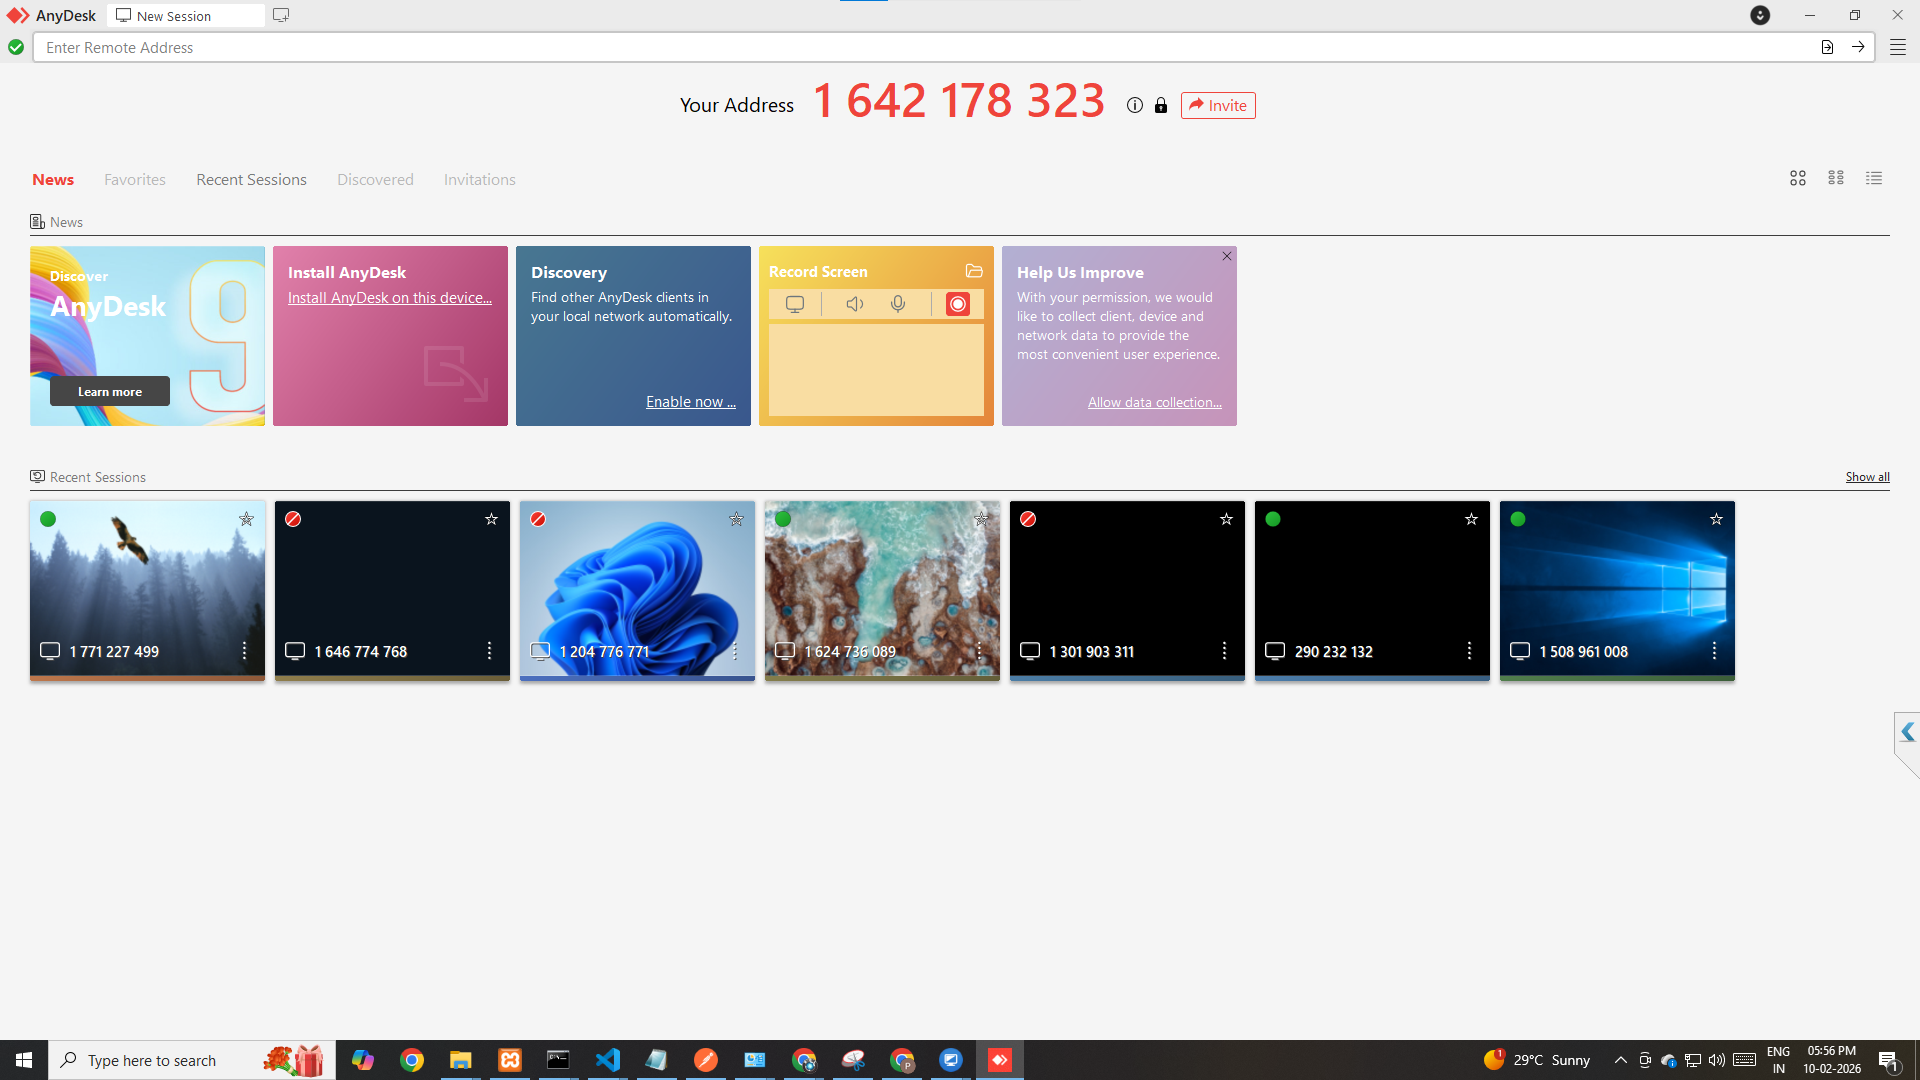 AnyDesk
New Session
Enter Remote Address
Your Address 1 642 178 323 Invite
News Favorites Recent Sessions Discovered Invitations
News
Discover
AnyDesk
9
Learn more
Install AnyDesk
Install AnyDesk on this device...
Discovery
Find other AnyDesk clients in
your local network automatically.
Enable now ...
Record Screen
Help Us Improve
With your permission, we would
like to collect client, device and
network data to provide the
most convenient user experience.
Allow data collection...
Recent Sessions Show all
1 771 227 499
1 646 774 768
1 204 776 771
1 624 736 089
1 301 903 311
290 232 132
1 508 961 008
Type here to search
P
1
29°C Sunny
ENG
IN
05:56 PM
10-02-2026
1